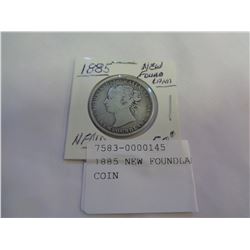 1885
NEW
FOUND
LAND
7583-0000145
1885 NEW FOUNDLA
COIN